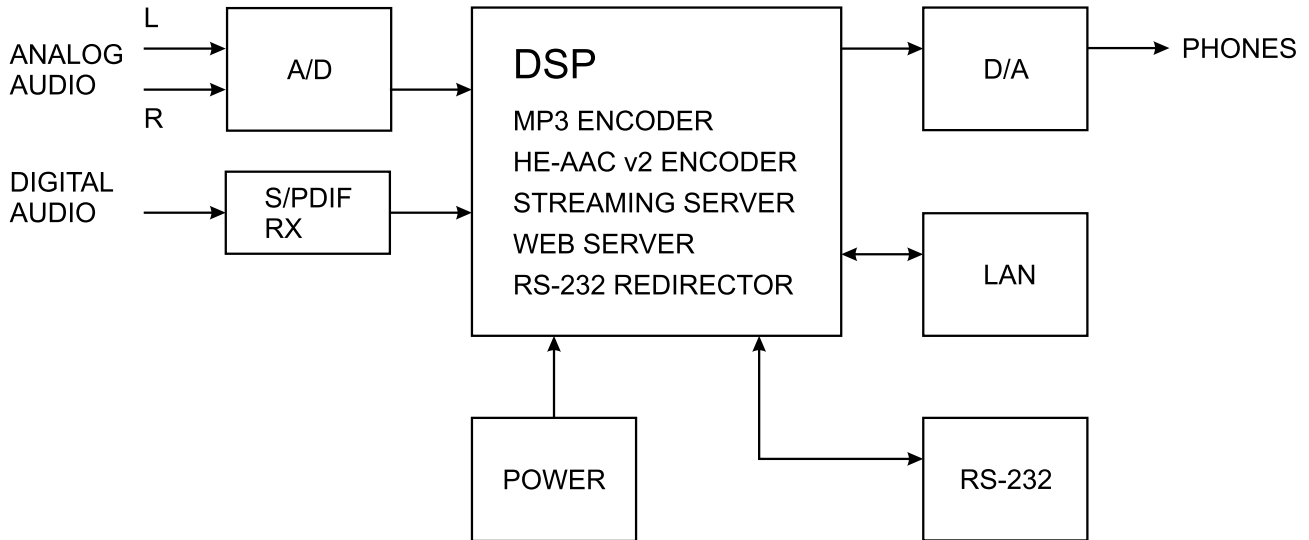 L
ANALOG
AUDIO
R
A/D
DIGITAL
AUDIO
S/PDIF
RX
DSP
MP3 ENCODER
HE-AAC v2 ENCODER
STREAMING SERVER
WEB SERVER
RS-232 REDIRECTOR
D/A
PHONES
LAN
POWER
RS-232